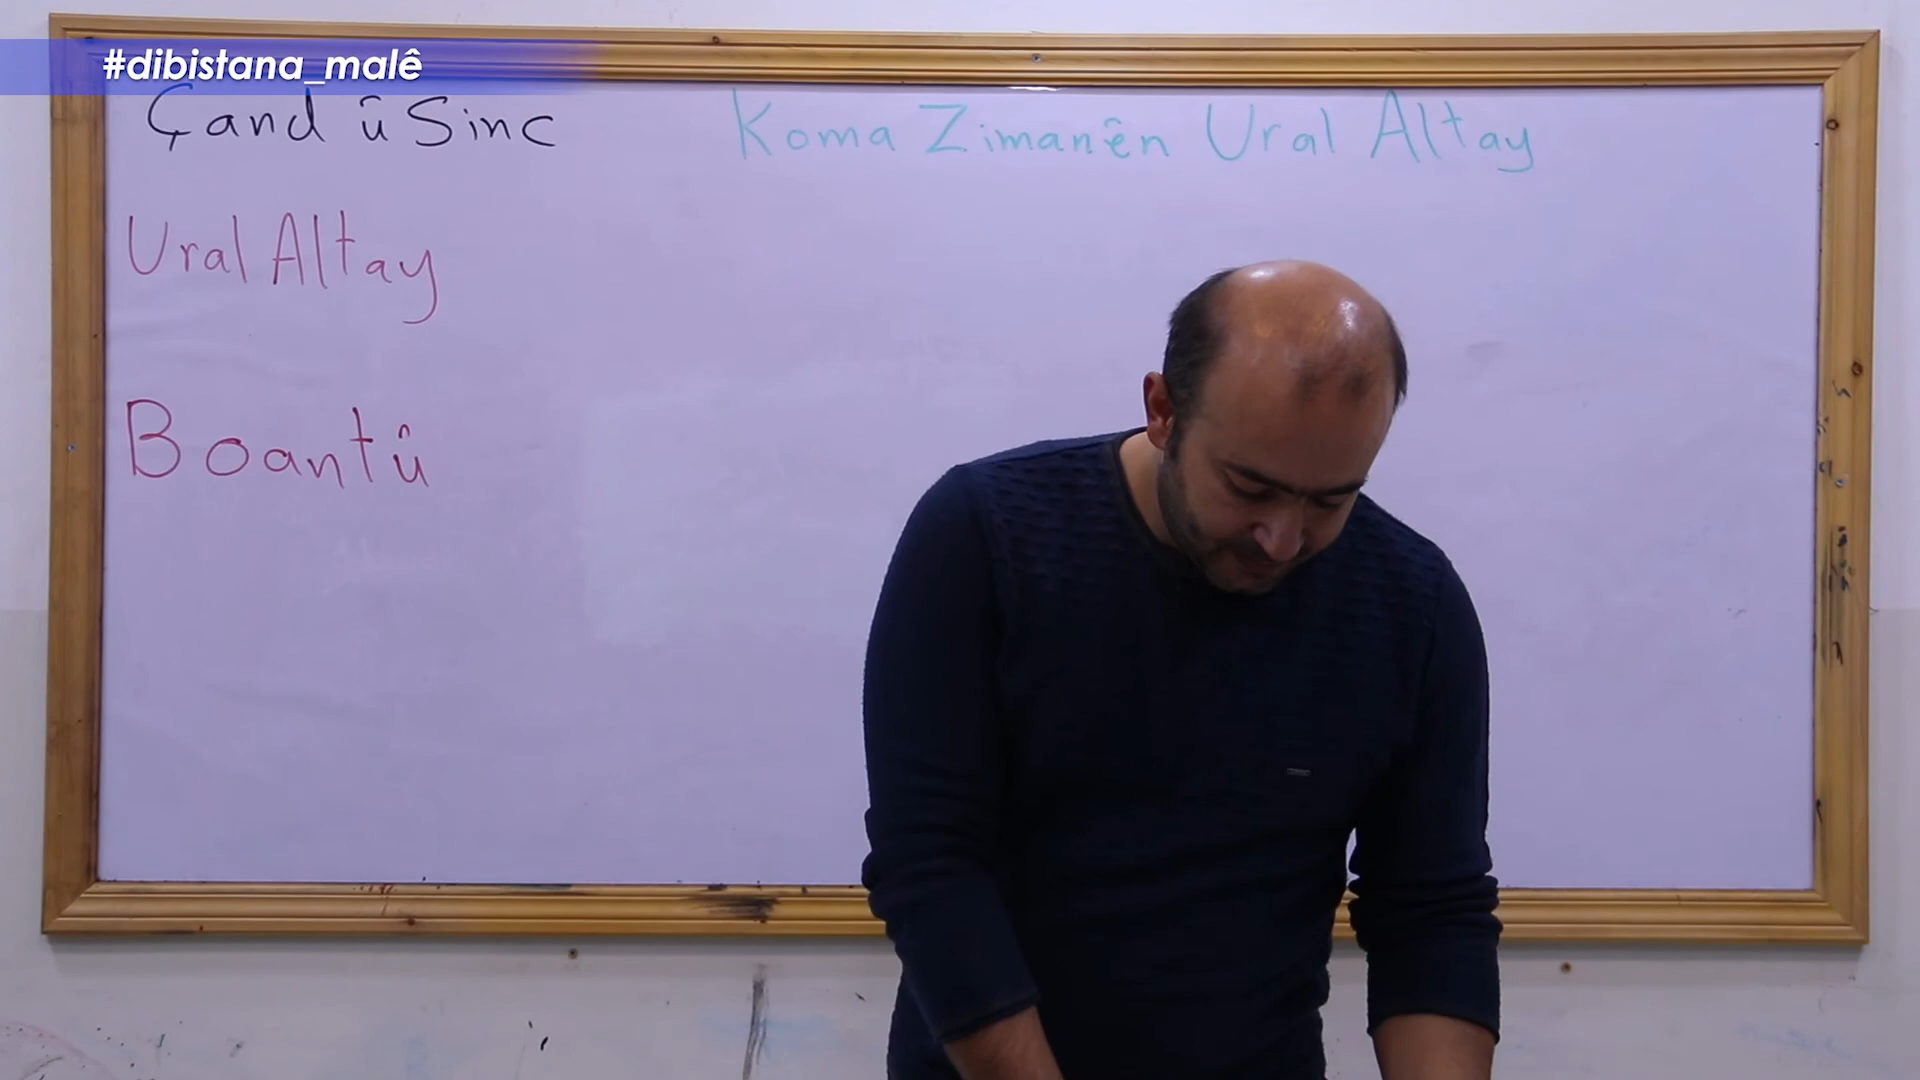 #dibistana_malê
Çand û Sinc
Koma Zimanên Ural Altay
Ural Altay
Boantû